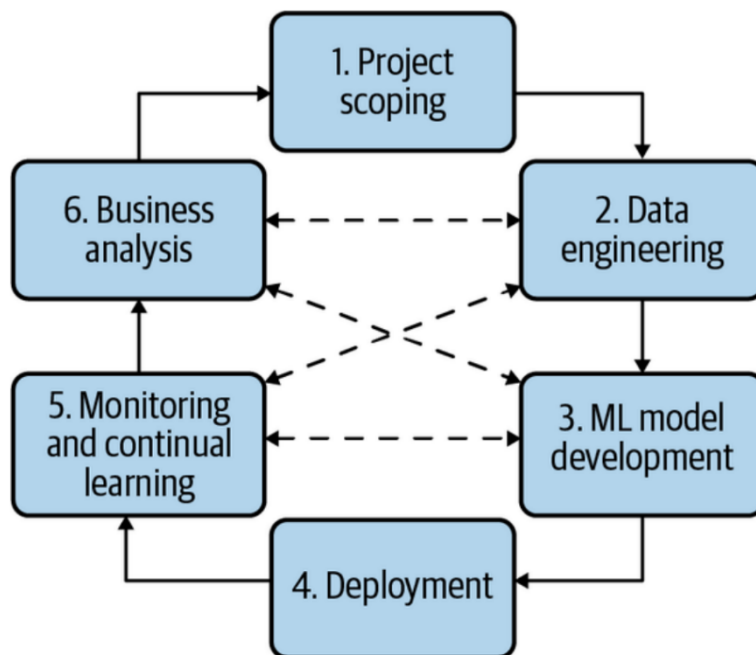 1. Project
scoping
2. Data
engineering
3. ML model
development
4. Deployment
5. Monitoring
and continual
learning
6. Business
analysis